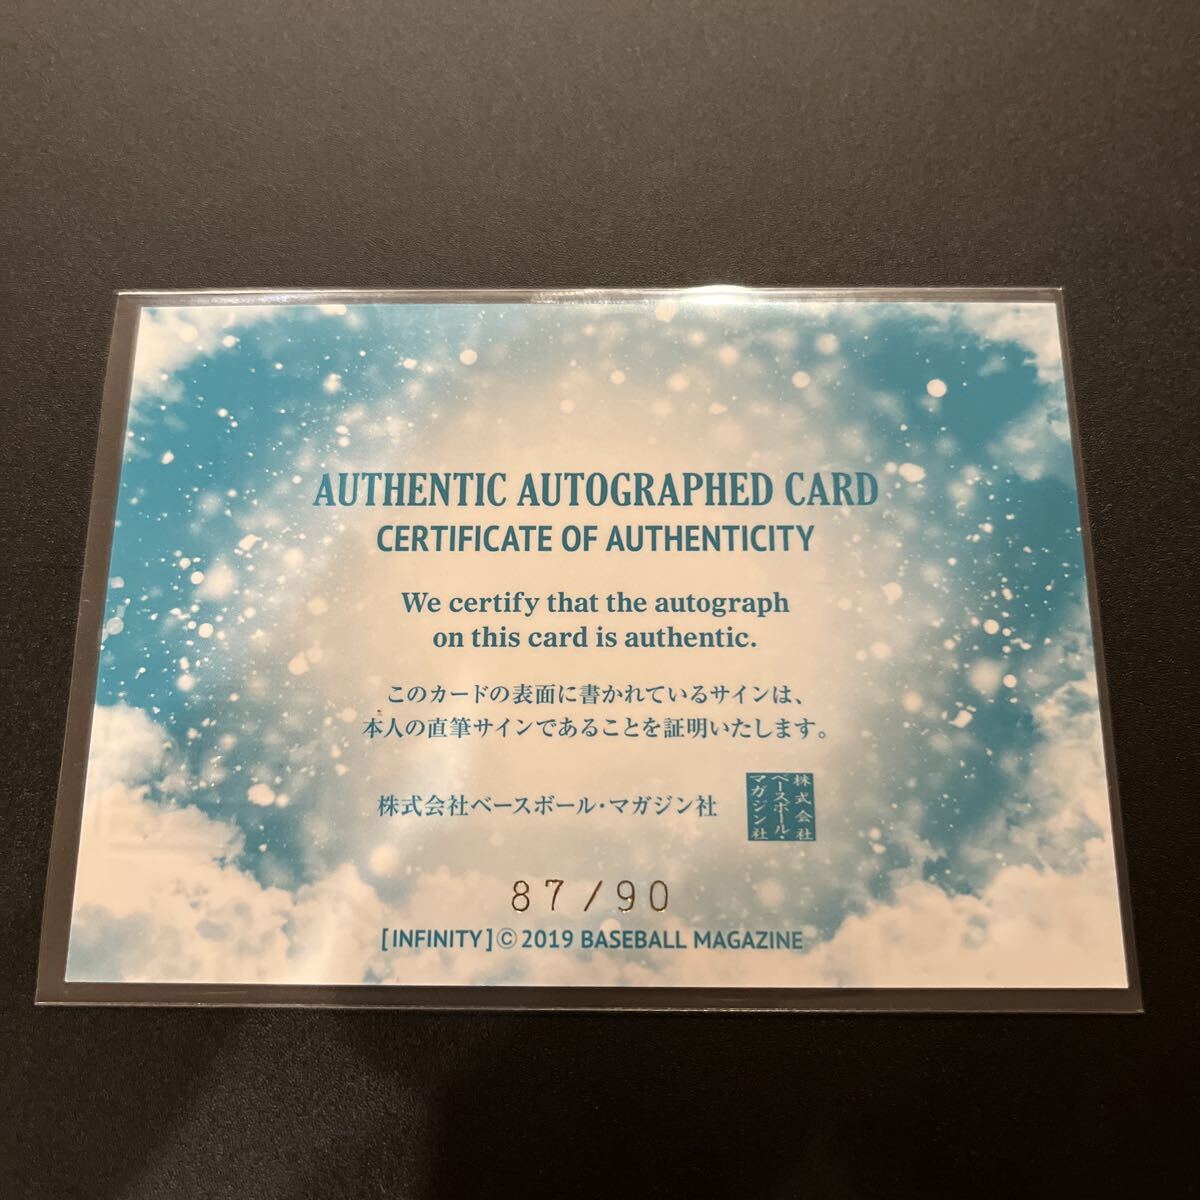 AUTHENTIC AUTOGRAPHED CARD
CERTIFICATE OF AUTHENTICITY
We certify that the autograph
on this card is authentic.
このカードの表面に書かれているサインは、
本人の直筆サインであることを証明いたします。
株式会社ベースボール・マガジン社
株式会社
ベースボール・
マガジン社
87/90
[INFINITY]© 2019 BASEBALL MAGAZINE